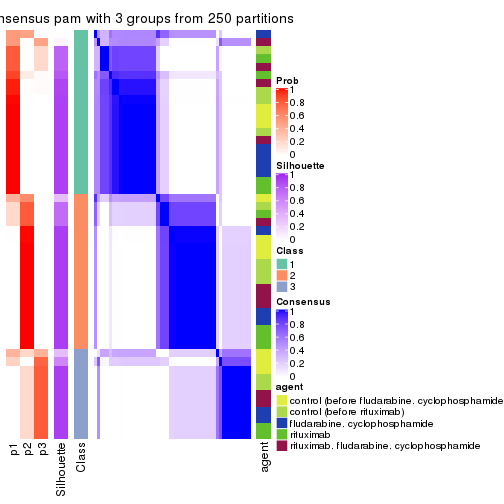 nsensus pam with 3 groups from 250 partitions
Prob
1
0.8
0.6
0.4
0.2
0
Silhouette
1
0.8
0.6
0.4
0.2
0
Class
1
2
3
Consensus
1
0.8
0.6
0.4
0.2
0
agent
control (before fludarabine, cyclophosphamide
control (before rituximab)
fludarabine, cyclophosphamide
rituximab
rituximab, fludarabine, cyclophosphamide
p1
p2
p3
Silhouette
Class
agent